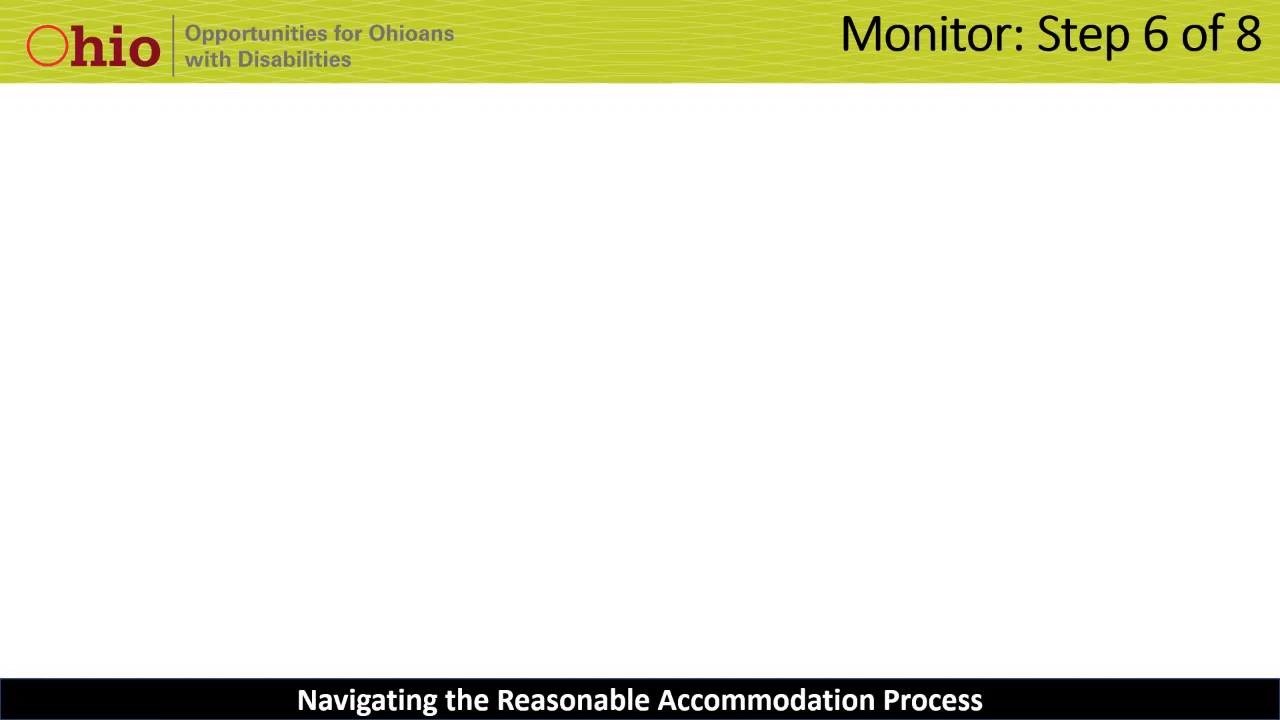 Ohio
Opportunities for Ohioans
with Disabilities
Monitor: Step 6 of 8
Navigating the Reasonable Accommodation Process